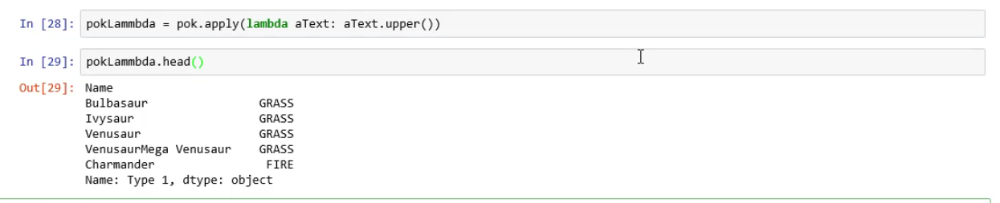 In [28]: pokLammbda = pok.apply(lambda aText: aText.upper())
In [29]: pokLammbda.head()
Out[29]: Name
Bulbasaur GRASS
Ivysaur GRASS
Venusaur GRASS
VenusaurMega Venusaur GRASS
Charmander FIRE
Name: Type 1, dtype: object